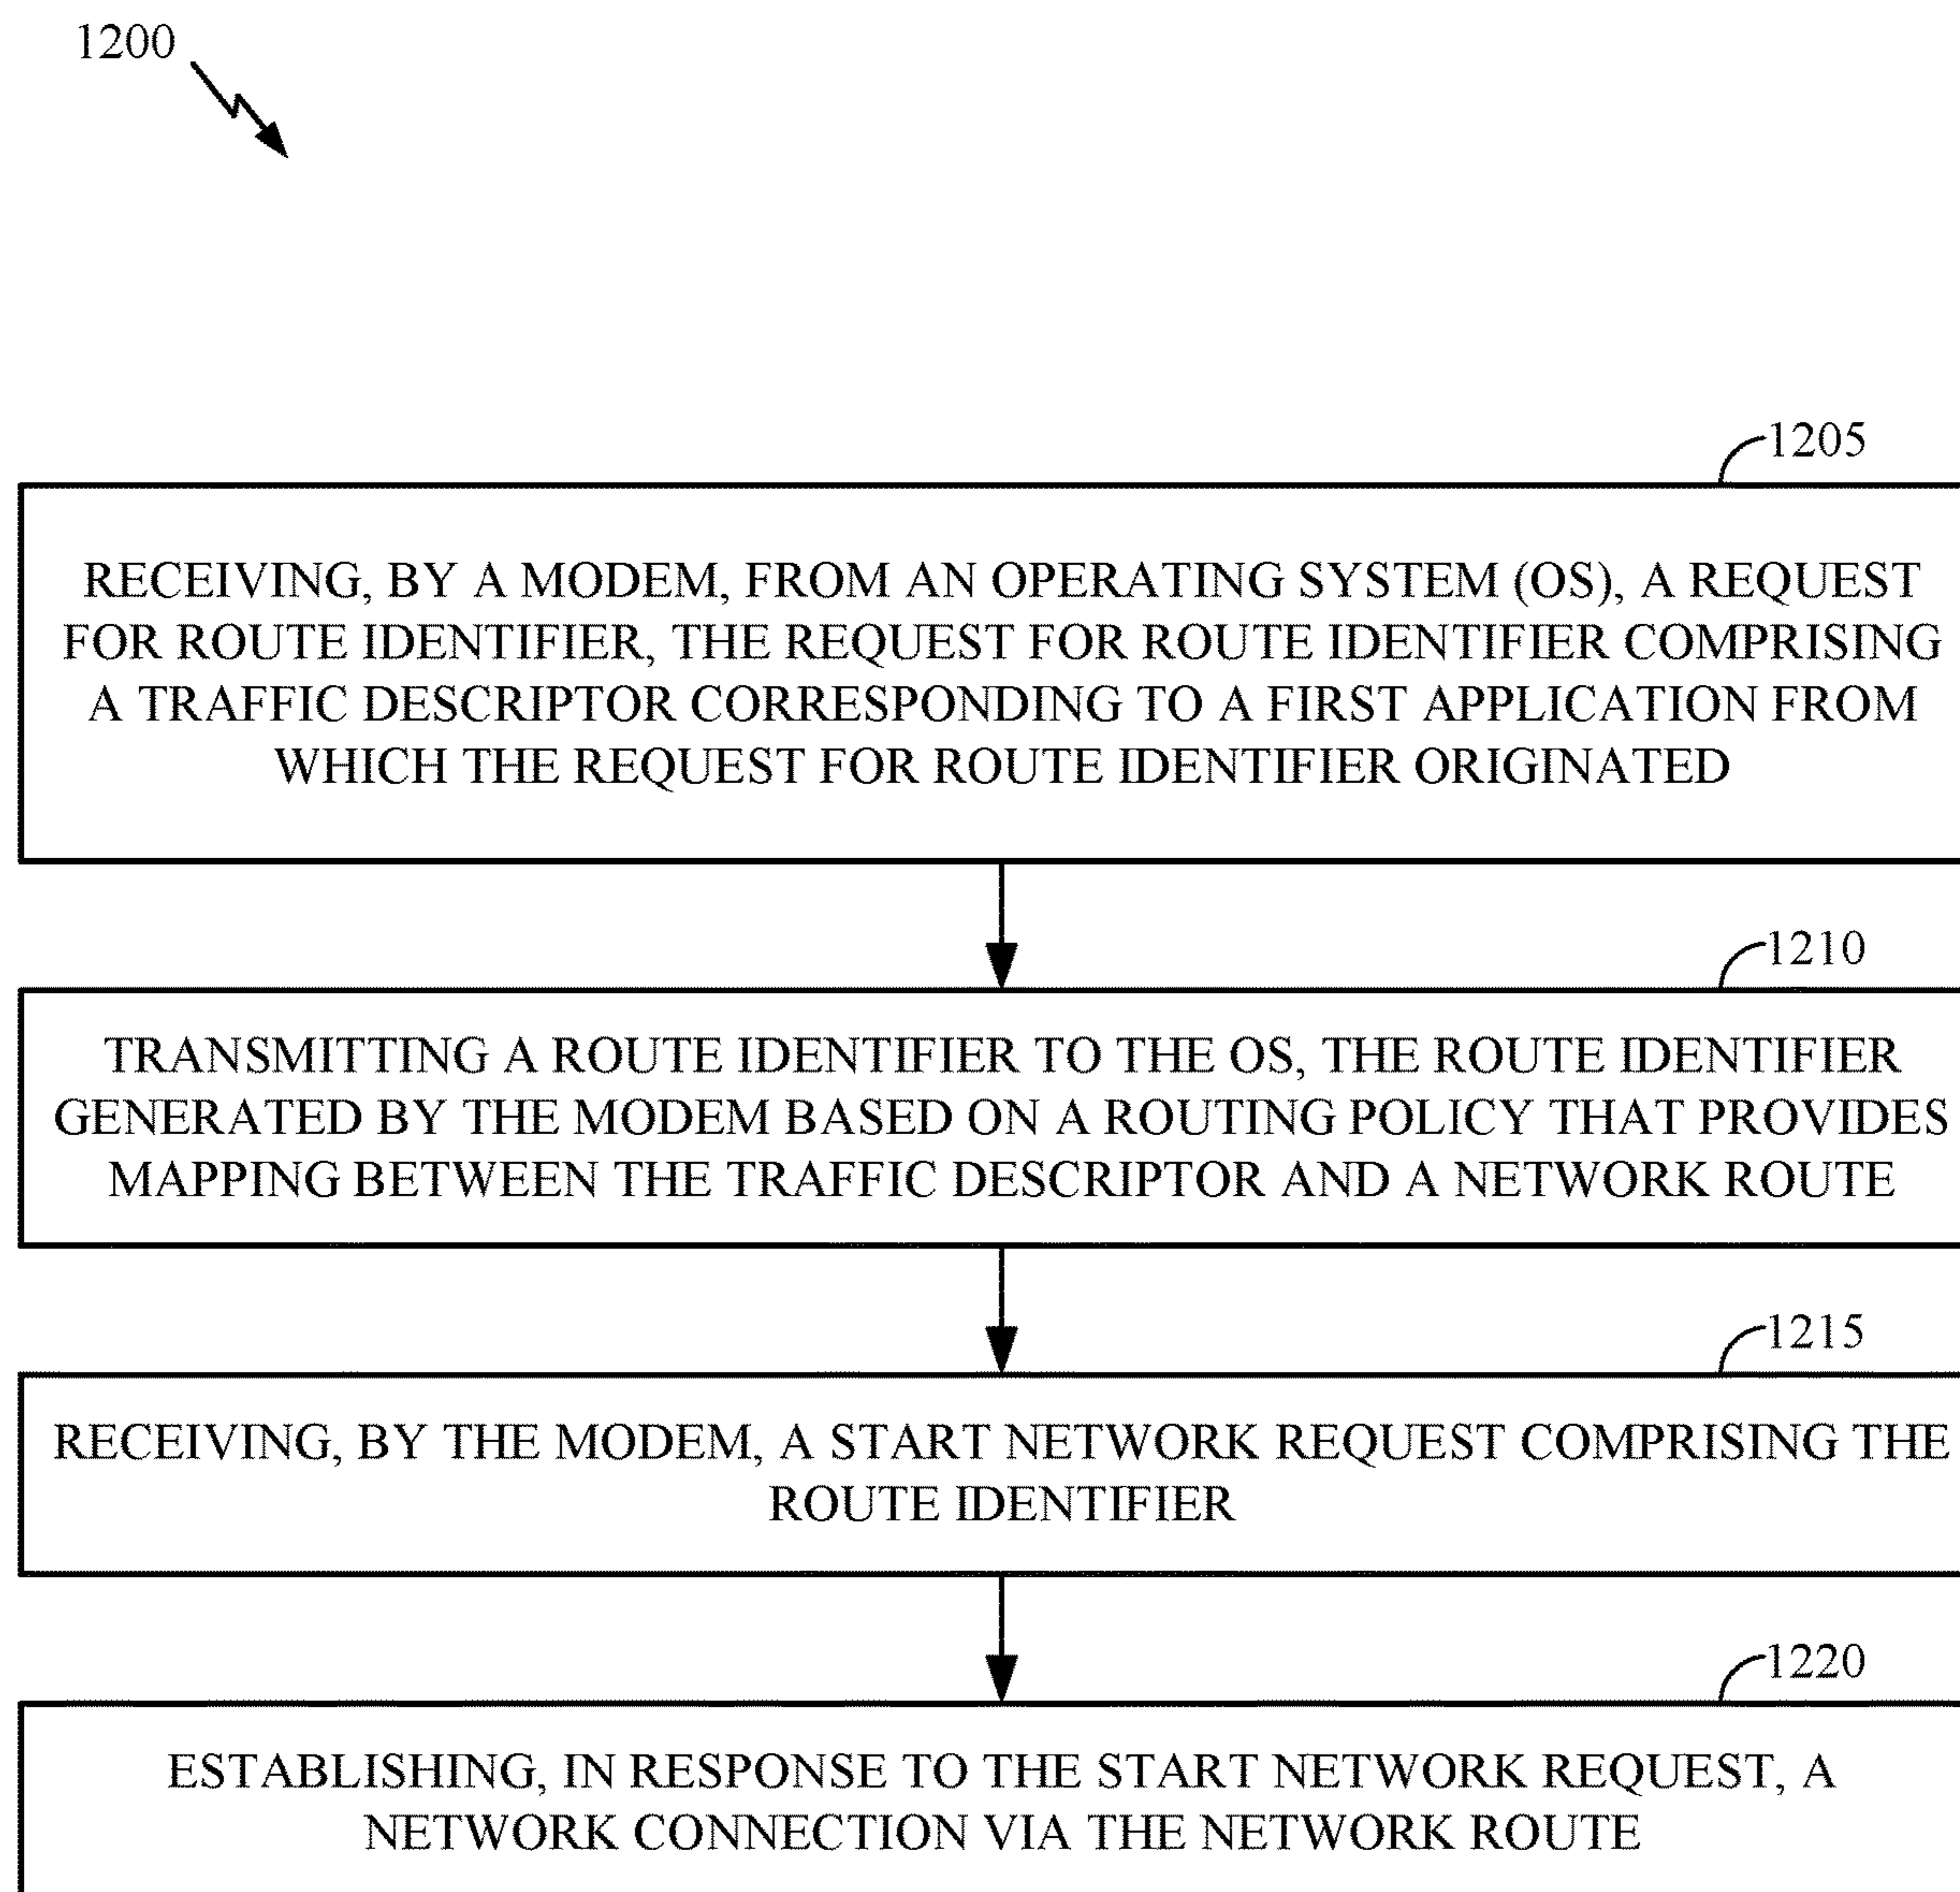 1200
1205
RECEIVING, BY A MODEM, FROM AN OPERATING SYSTEM (OS), A REQUEST
FOR ROUTE IDENTIFIER, THE REQUEST FOR ROUTE IDENTIFIER COMPRISING
A TRAFFIC DESCRIPTOR CORRESPONDING TO A FIRST APPLICATION FROM
WHICH THE REQUEST FOR ROUTE IDENTIFIER ORIGINATED
1210
TRANSMITTING A ROUTE IDENTIFIER TO THE OS, THE ROUTE IDENTIFIER
GENERATED BY THE MODEM BASED ON A ROUTING POLICY THAT PROVIDES
MAPPING BETWEEN THE TRAFFIC DESCRIPTOR AND A NETWORK ROUTE
1215
RECEIVING, BY THE MODEM, A START NETWORK REQUEST COMPRISING THE
ROUTE IDENTIFIER
1220
ESTABLISHING, IN RESPONSE TO THE START NETWORK REQUEST, A
NETWORK CONNECTION VIA THE NETWORK ROUTE